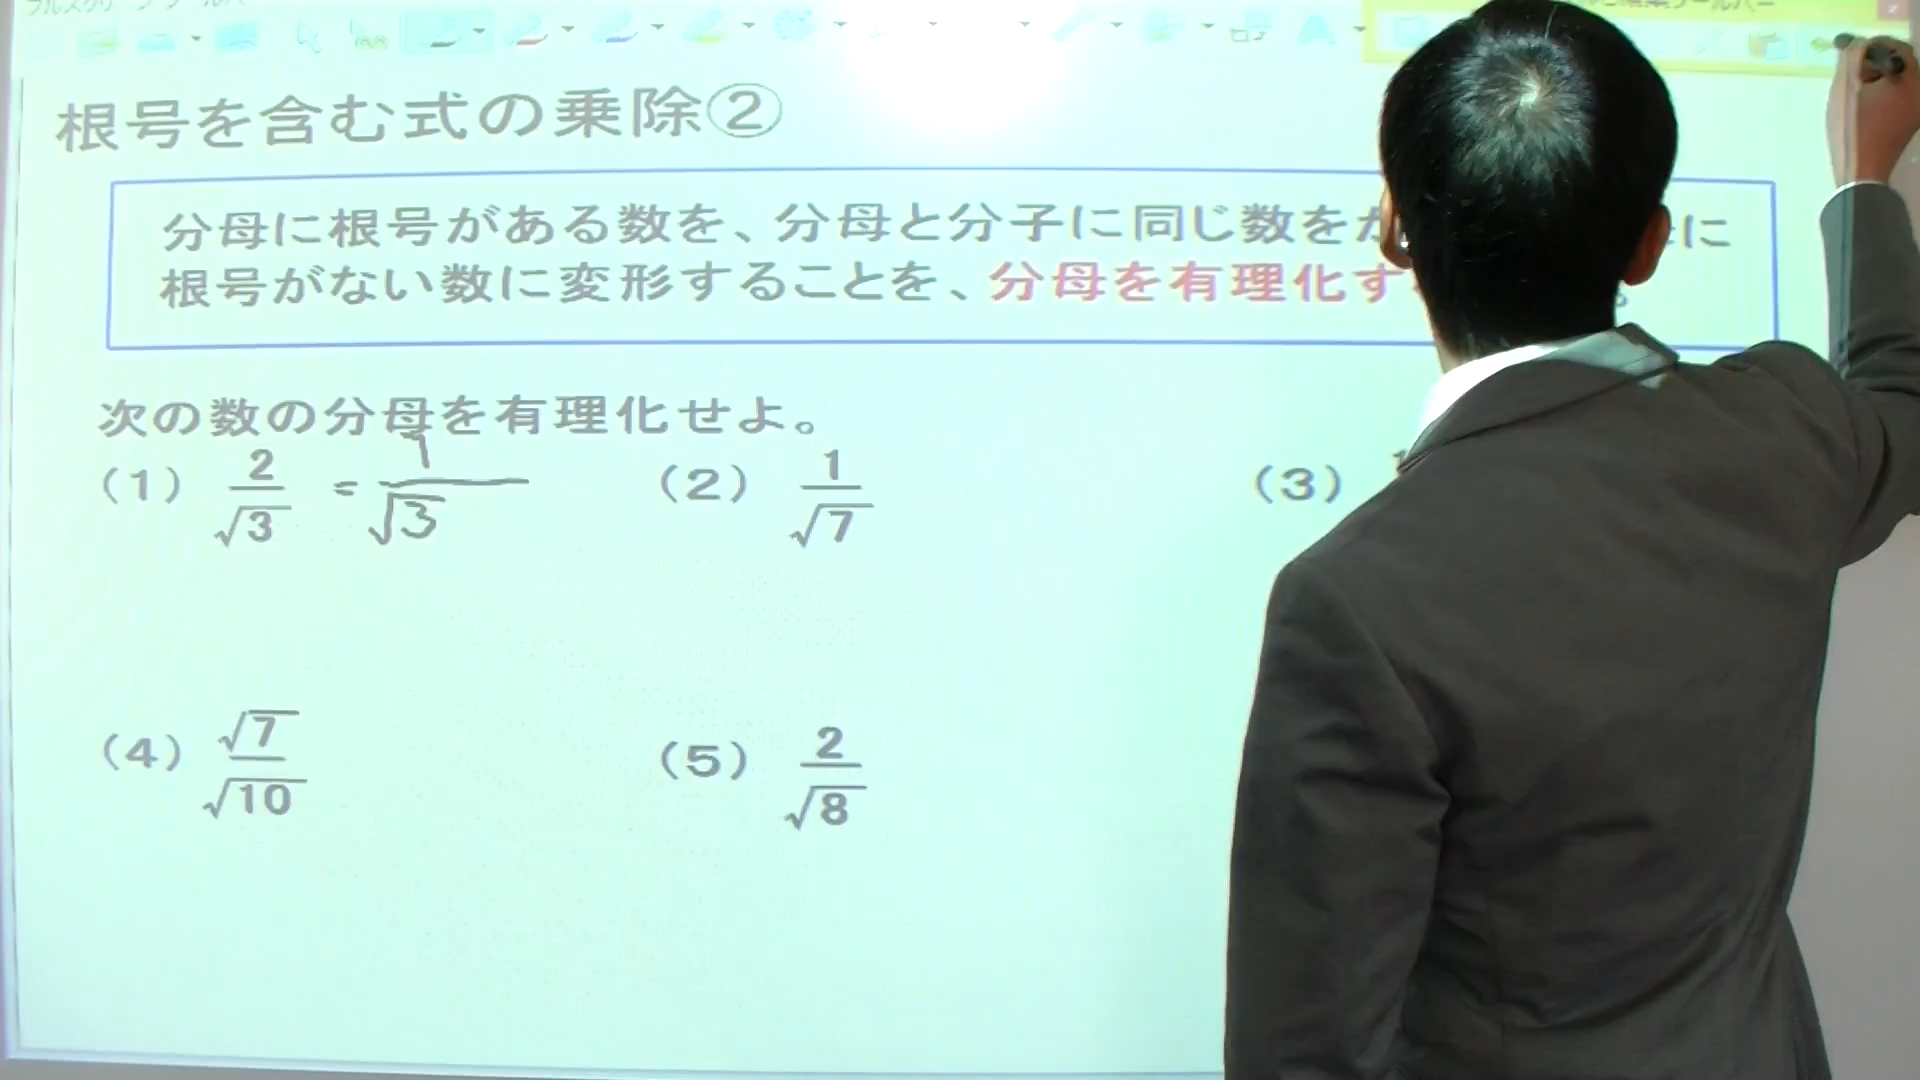 根号を含む式の乗除②
分母に根号がある数を、分母と分子に同じ数をか に
根号がない数に変形することを、分母を有理化す 。
次の数の分母を有理化せよ。
(1) 2/√3 = /√3
(2) 1/√7
(3)
(4) √7/√10
(5) 2/√8